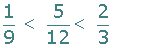 1/9 < 5/12 < 2/3